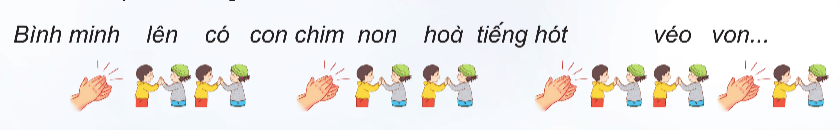 Bình minh lên có con chim non hoà tiếng hót véo von...